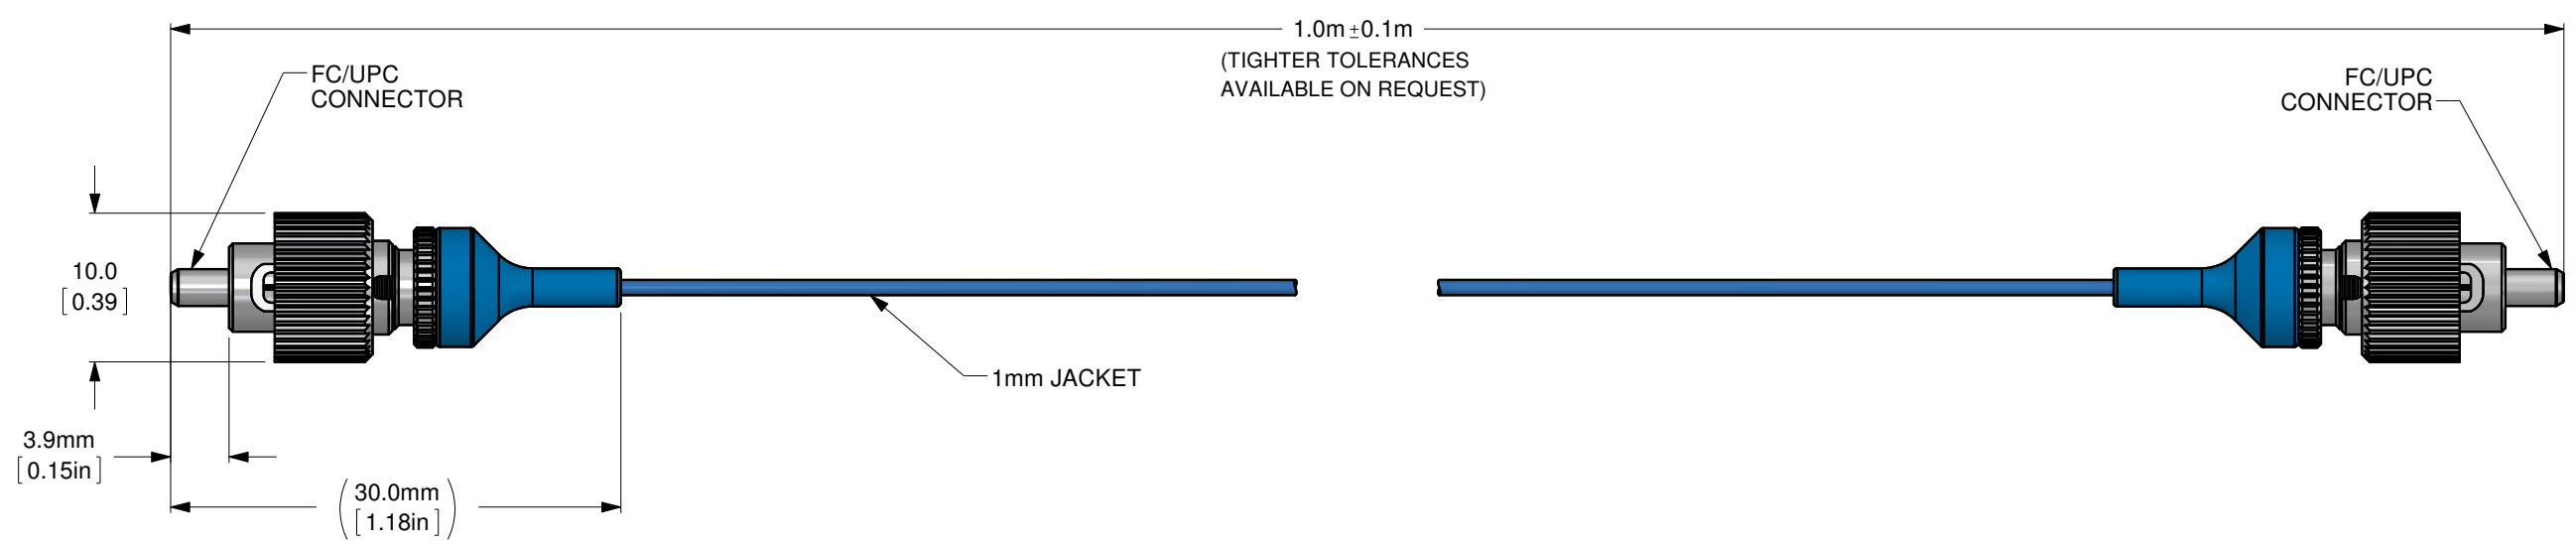 1.0m±0.1m
(TIGHTER TOLERANCES
AVAILABLE ON REQUEST)
FC/UPC
CONNECTOR
FC/UPC
CONNECTOR
10.0
[0.39]
1mm JACKET
3.9mm
[0.15in]
(30.0mm
[1.18in])